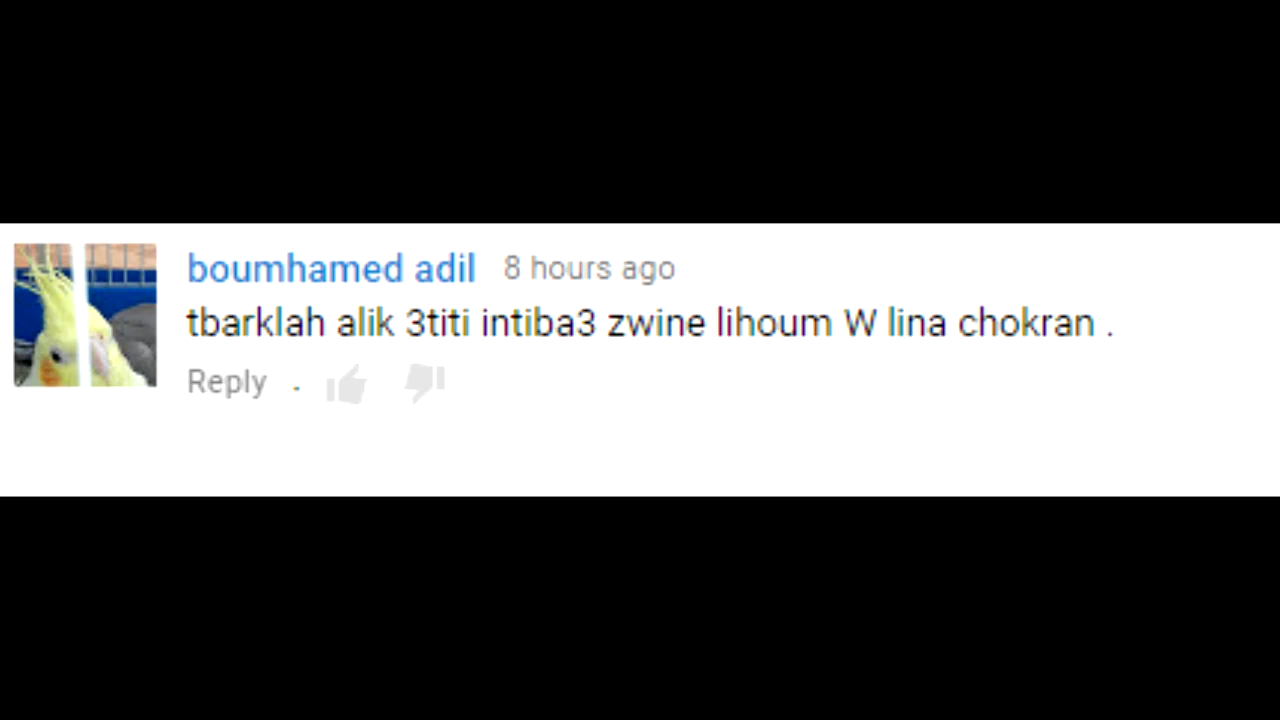 boumhamed adil 8 hours ago
tbarklah alik 3titi intiba3 zwine lihoum W lina chokran .
Reply .